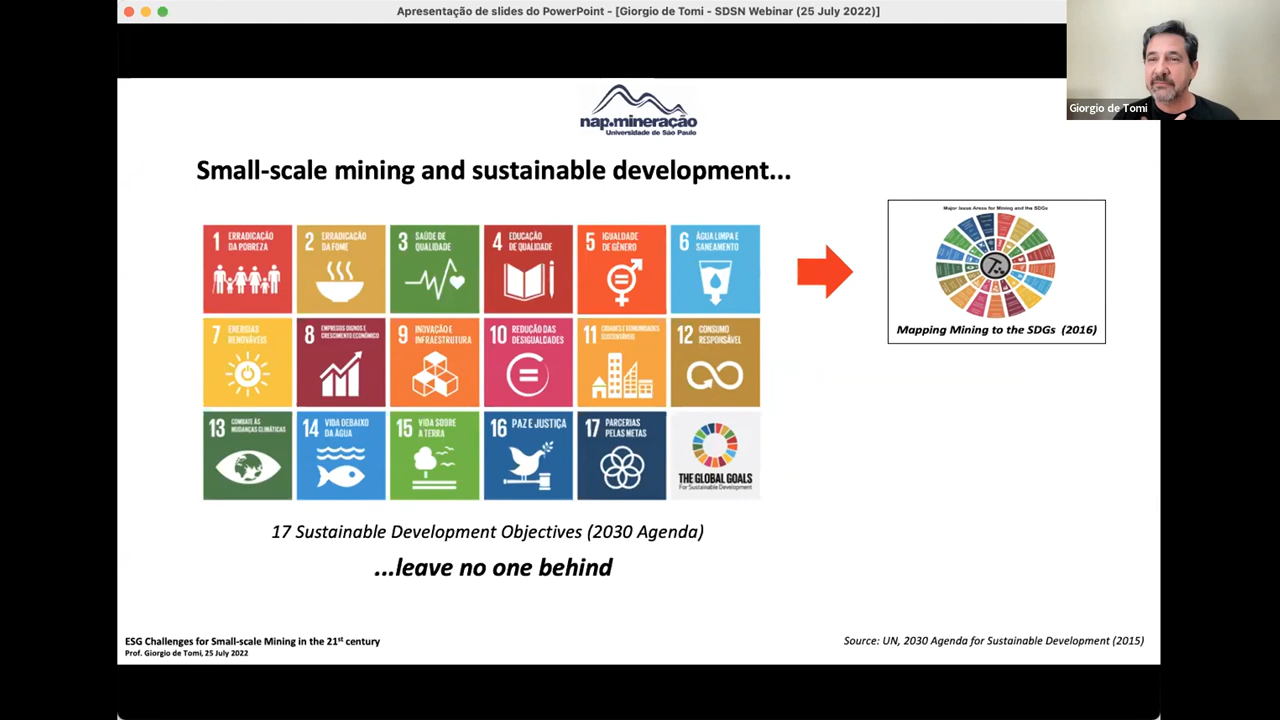 Apresentação de slides do PowerPoint - [Giorgio de Tomi - SDSN Webinar (25 July 2022)]
Giorgio de Tomi
nap.mineração
Universidade de São Paulo
Small-scale mining and sustainable development...
1 ERRADICAÇÃO
DA POBREZA
2 ERRADICAÇÃO
DA FOME
3 SAÚDE DE
QUALIDADE
4 EDUCAÇÃO
DE QUALIDADE
5 IGUALDADE
DE GÊNERO
6 ÁGUA LIMPA E
SANEAMENTO
7 ENERGIAS
RENOVÁVEIS
8 EMPREGOS DIGNOS E
CRESCIMENTO ECONÔMICO
9 INOVAÇÃO E
INFRAESTRUTURA
10 REDUÇÃO DAS
DESIGUALDADES
11 CIDADES E COMUNIDADES
SUSTENTÁVEIS
12 CONSUMO
RESPONSÁVEL
13 COMBATE ÀS
MUDANÇAS CLIMÁTICAS
14 VIDA DEBAIXO
DA ÁGUA
15 VIDA SOBRE
A TERRA
16 PAZ E JUSTIÇA
17 PARCERIAS
PELAS METAS
THE GLOBAL GOALS
For Sustainable Development
Major Issue Areas for Mining and the SDGs
Mapping Mining to the SDGs (2016)
17 Sustainable Development Objectives (2030 Agenda)
...leave no one behind
ESG Challenges for Small-scale Mining in the 21st century
Prof. Giorgio de Tomi, 25 July 2022
Source: UN, 2030 Agenda for Sustainable Development (2015)